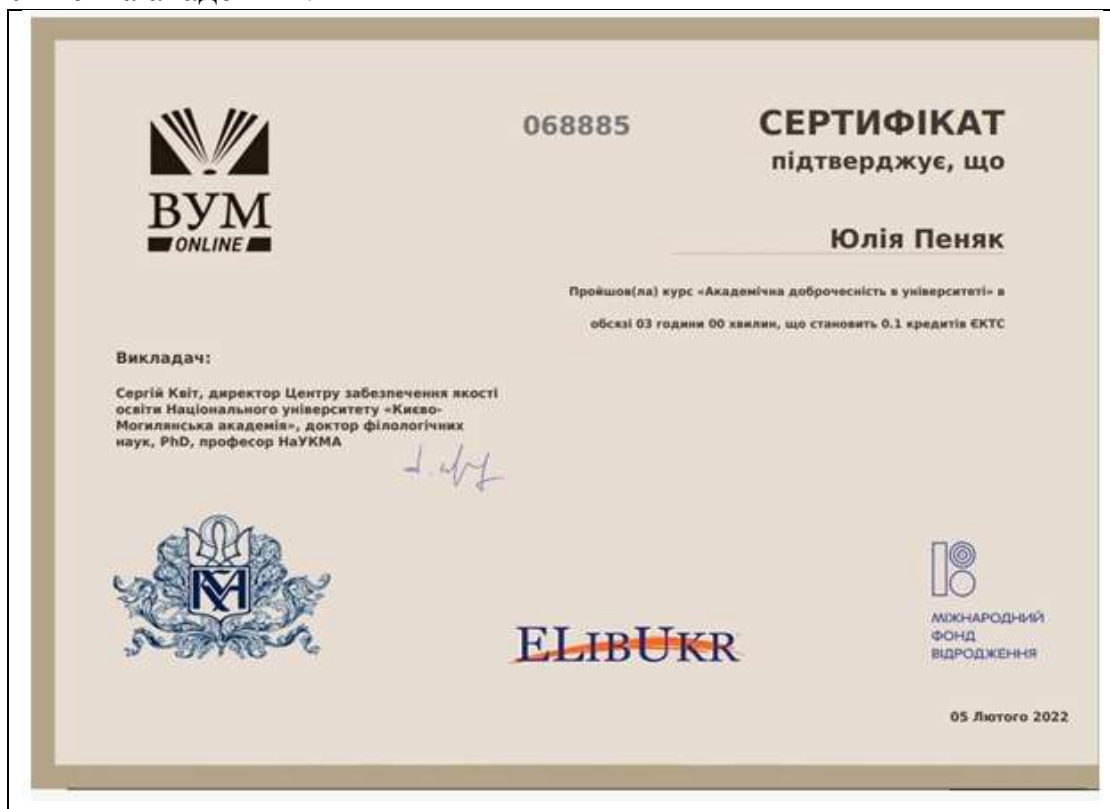 ВУМ
ONLINE
068885
СЕРТИФІКАТ
підтверджує, що
Юлія Пеняк
Пройшов(ла) курс «Академічна доброчесність в університеті» в
обсязі 03 години 00 хвилин, що становить 0.1 кредитів ЄКТС
Викладач:
Сергій Квіт, директор Центру забезпечення якості
освіти Національного університету «Києво-
Могилянська академія», доктор філологічних
наук, PhD, професор НаУКМА
ELIBUKR
МІЖНАРОДНИЙ
ФОНД
ВІДРОДЖЕННЯ
05 Лютого 2022